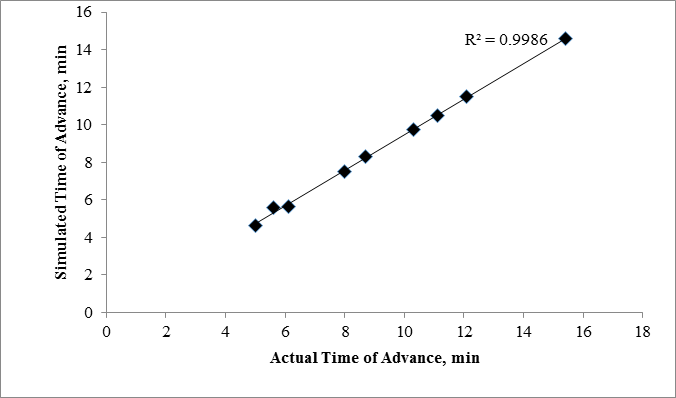 16
14
12
10
8
6
4
2
0
Simulated Time of Advance, min
R² = 0.9986
0 2 4 6 8 10 12 14 16 18
Actual Time of Advance, min